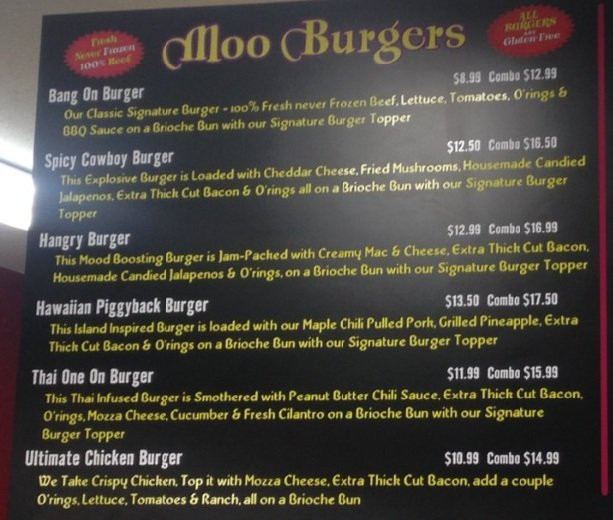 Fresh
Never Frozen
100% Beef
Moo Burgers
ALL
BURGERS
ARE
Gluten-Free
Bang On Burger $8.99 Combo $12.99
Our Classic Signature Burger - 100% Fresh never Frozen Beef, Lettuce, Tomatoes, O'rings &
BBQ Sauce on a Brioche Bun with our Signature Burger Topper
Spicy Cowboy Burger $12.50 Combo $16.50
This Explosive Burger is Loaded with Cheddar Cheese, Fried Mushrooms, Housemade Candied
Jalapenos, Extra Thick Cut Bacon & O'rings all on a Brioche Bun with our Signature Burger
Topper
Hangry Burger $12.99 Combo $16.99
This Mood Boosting Burger is Jam-Packed with Creamy Mac & Cheese, Extra Thick Cut Bacon,
Housemade Candied Jalapenos & O'rings, on a Brioche Bun with our Signature Burger Topper
Hawaiian Piggyback Burger $13.50 Combo $17.50
This Island Inspired Burger is loaded with our Maple Chili Pulled Pork, Grilled Pineapple, Extra
Thick Cut Bacon & O'rings on a Brioche Bun with our Signature Burger Topper
Thai One On Burger $11.99 Combo $15.99
This Thai Infused Burger is Smothered with Peanut Butter Chili Sauce, Extra Thick Cut Bacon,
O'rings, Mozza Cheese, Cucumber & Fresh Cilantro on a Brioche Bun with our Signature
Burger Topper
Ultimate Chicken Burger $10.99 Combo $14.99
We Take Crispy Chicken, Top it with Mozza Cheese, Extra Thick Cut Bacon, add a couple
O'rings, Lettuce, Tomatoes & Ranch, all on a Brioche Bun